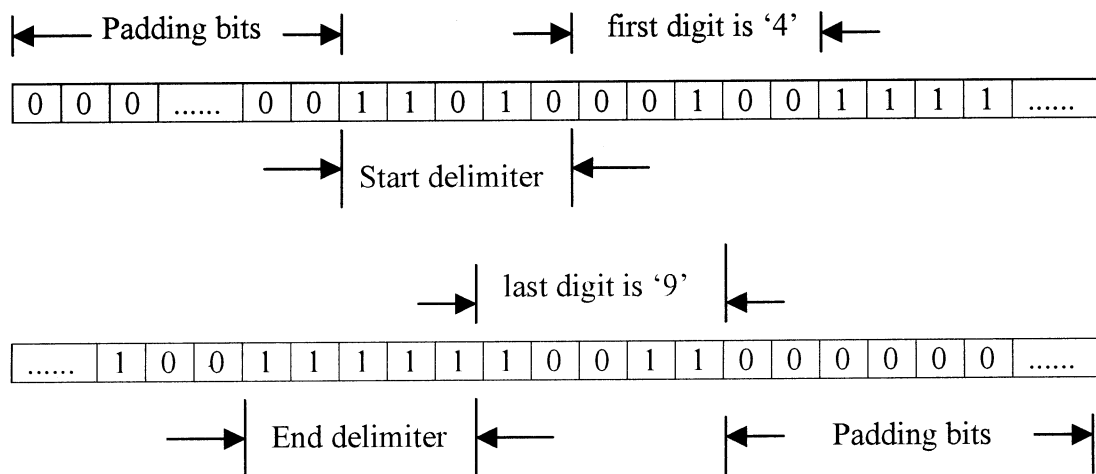 Padding bits first digit is ‘4’
0 0 0 ...... 0 0 1 1 0 1 0 0 0 1 0 0 1 1 1 1 ......
Start delimiter
last digit is ‘9’
...... 1 0 0 1 1 1 1 1 1 0 0 1 1 0 0 0 0 0 0 ......
End delimiter Padding bits